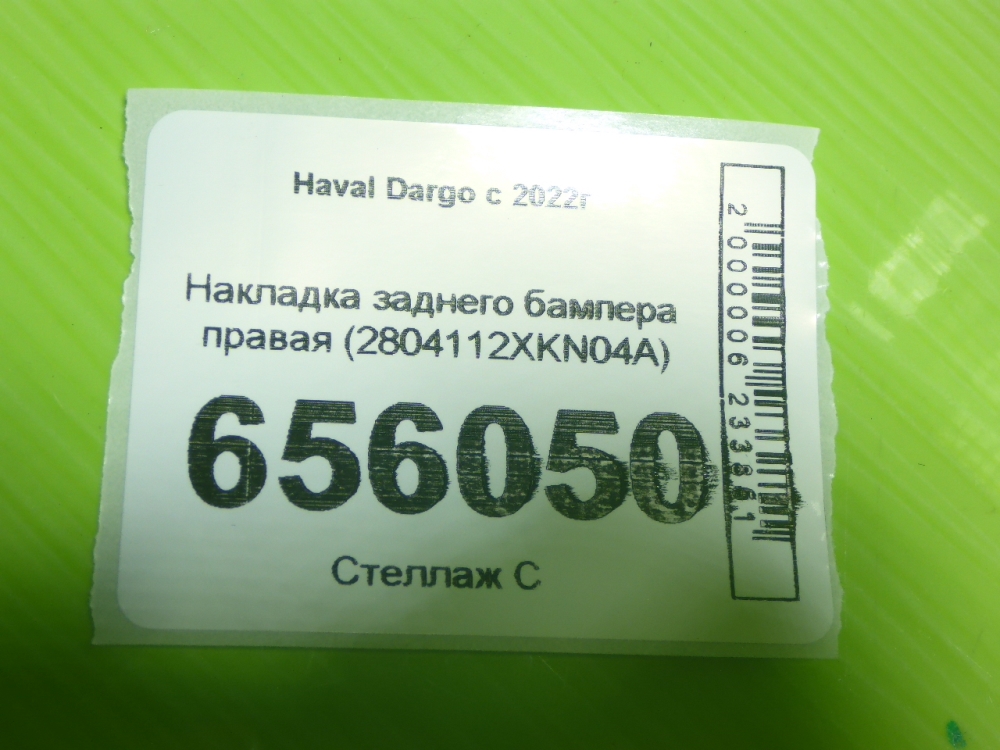 Haval Dargo с 2022г
Накладка заднего бампера
правая (2804112XKN04A)
656050
Стеллаж С
2000006233861